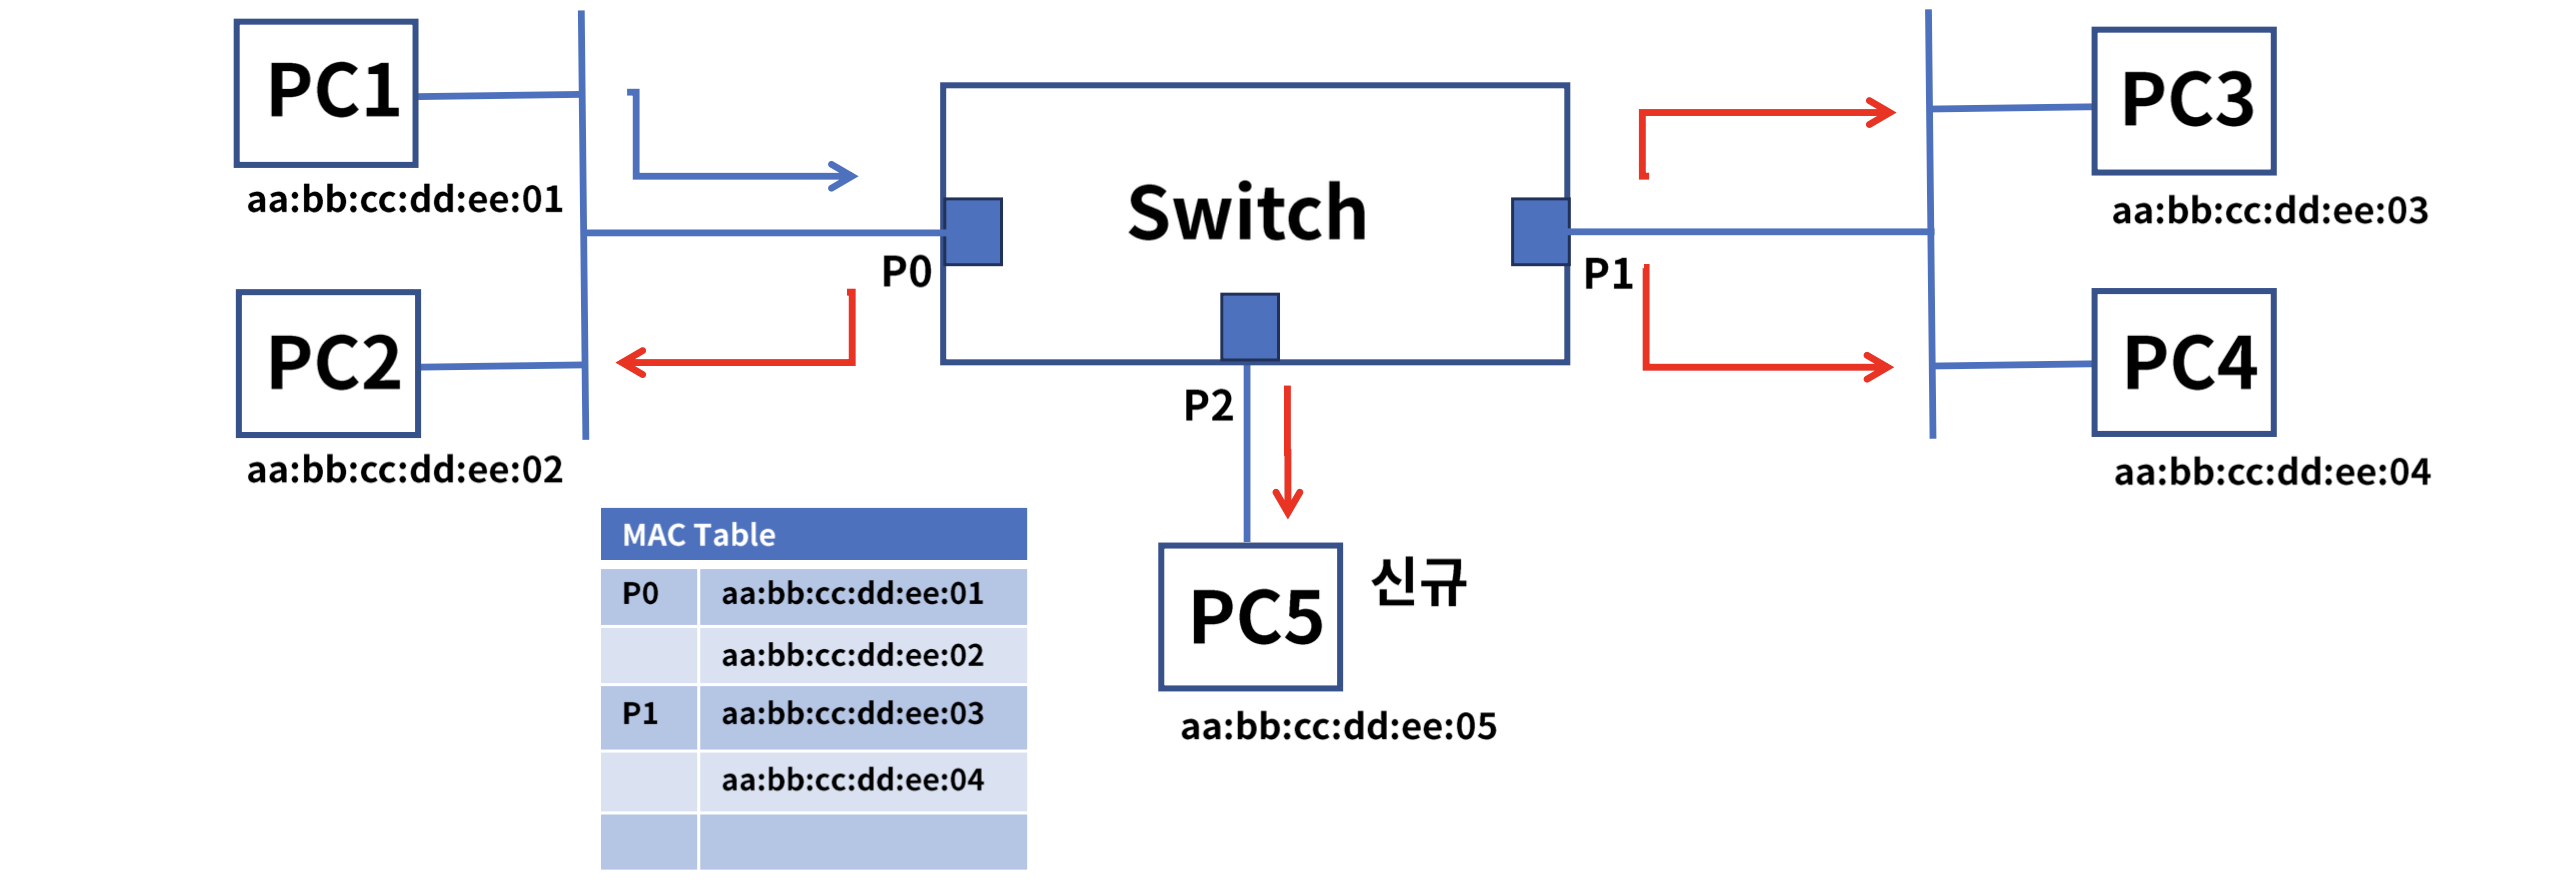 PC1
aa:bb:cc:dd:ee:01
PC2
aa:bb:cc:dd:ee:02
Switch
P0
P1
P2
PC3
aa:bb:cc:dd:ee:03
PC4
aa:bb:cc:dd:ee:04
PC5
신규
aa:bb:cc:dd:ee:05
MAC Table
P0 aa:bb:cc:dd:ee:01
aa:bb:cc:dd:ee:02
P1 aa:bb:cc:dd:ee:03
aa:bb:cc:dd:ee:04